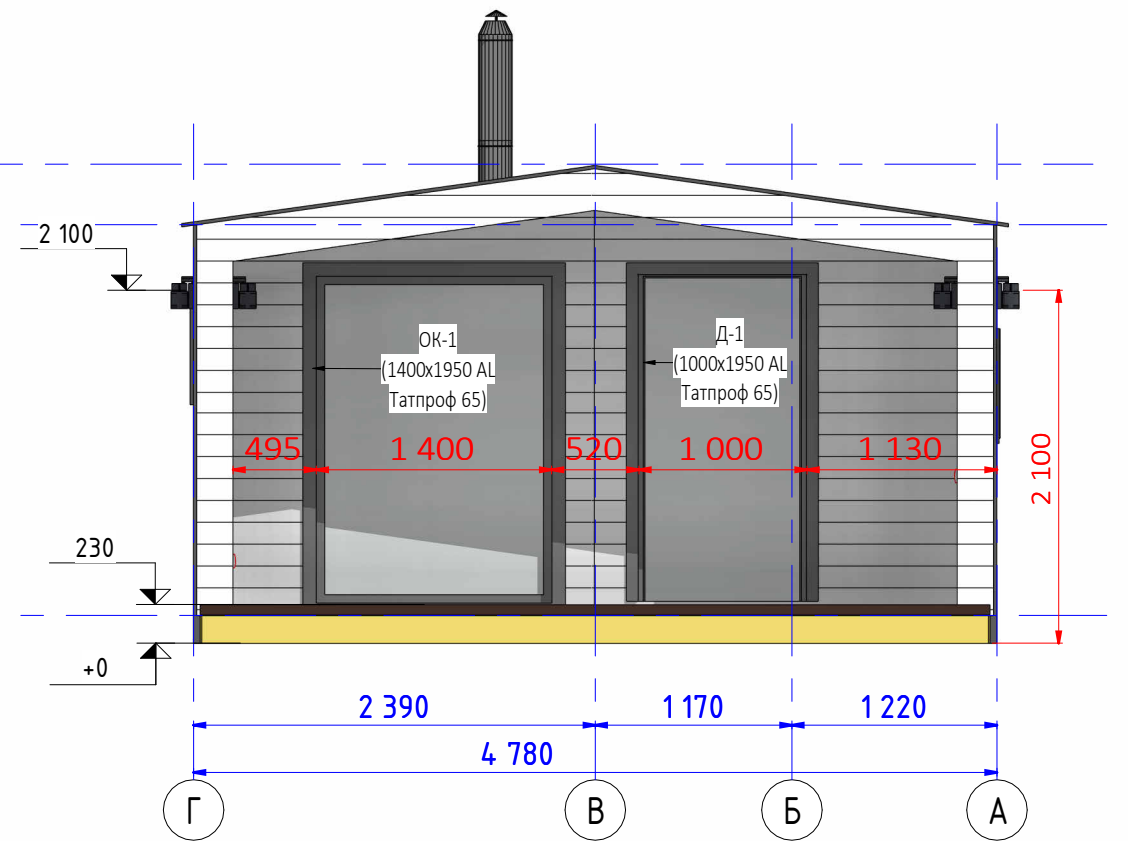 2 100
ОК-1
(1400x1950 AL
Татпроф 65)
Д-1
(1000x1950 AL
Татпроф 65)
495
1 400
520
1 000
1 130
2 100
230
+0
2 390
1 170
1 220
4 780
Г
В
Б
А